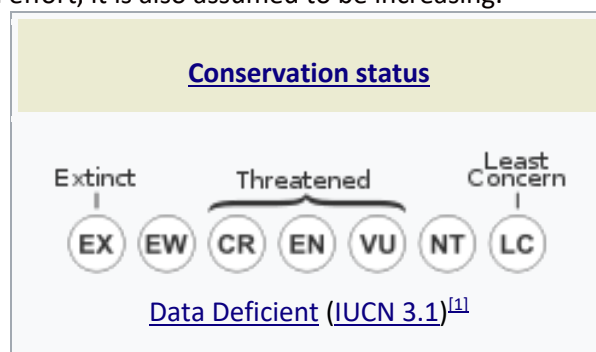 effort, it is also assumed to be increasing.
Conservation status
Extinct Threatened Least Concern
EX EW CR EN VU NT LC
Data Deficient (IUCN 3.1)[1]